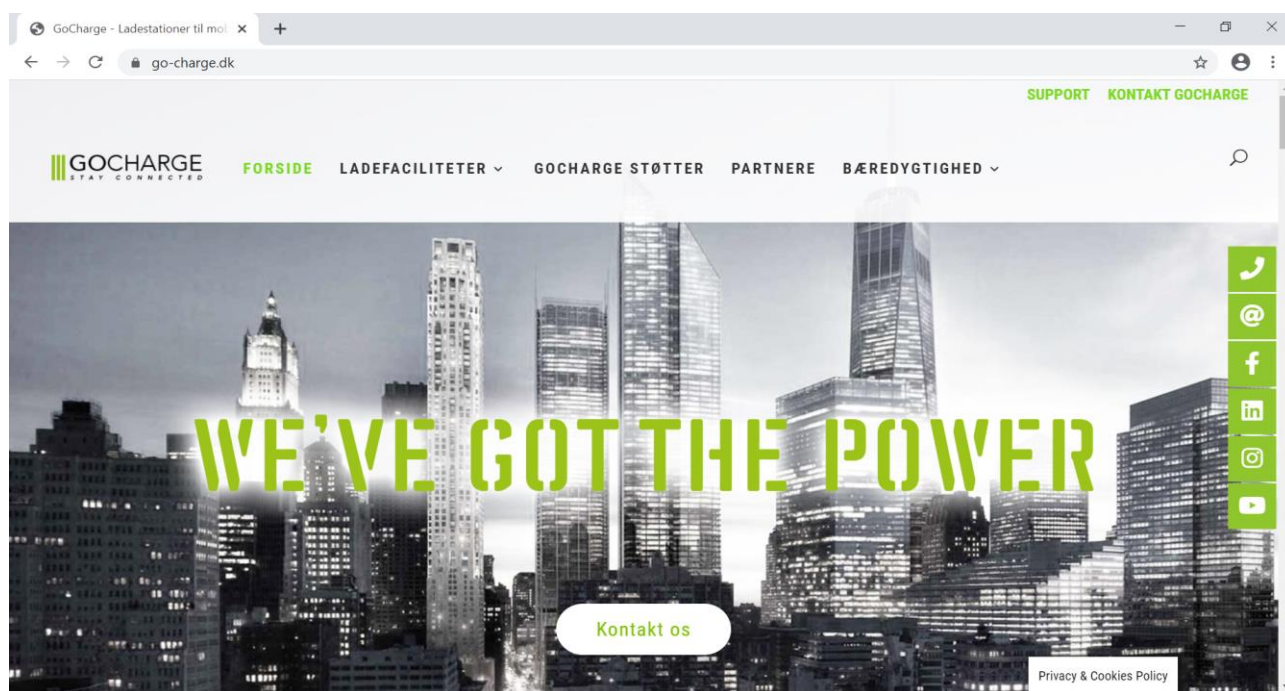 GoCharge - Ladestationer til mob
go-charge.dk
SUPPORT KONTAKT GOCHARGE
GOCHARGE
STAY CONNECTED
FORSIDE LADEFACILITETER GOCHARGE STØTTER PARTNERE BÆREDYGTIGHED
WE'VE GOT THE POWER
Kontakt os
Privacy & Cookies Policy